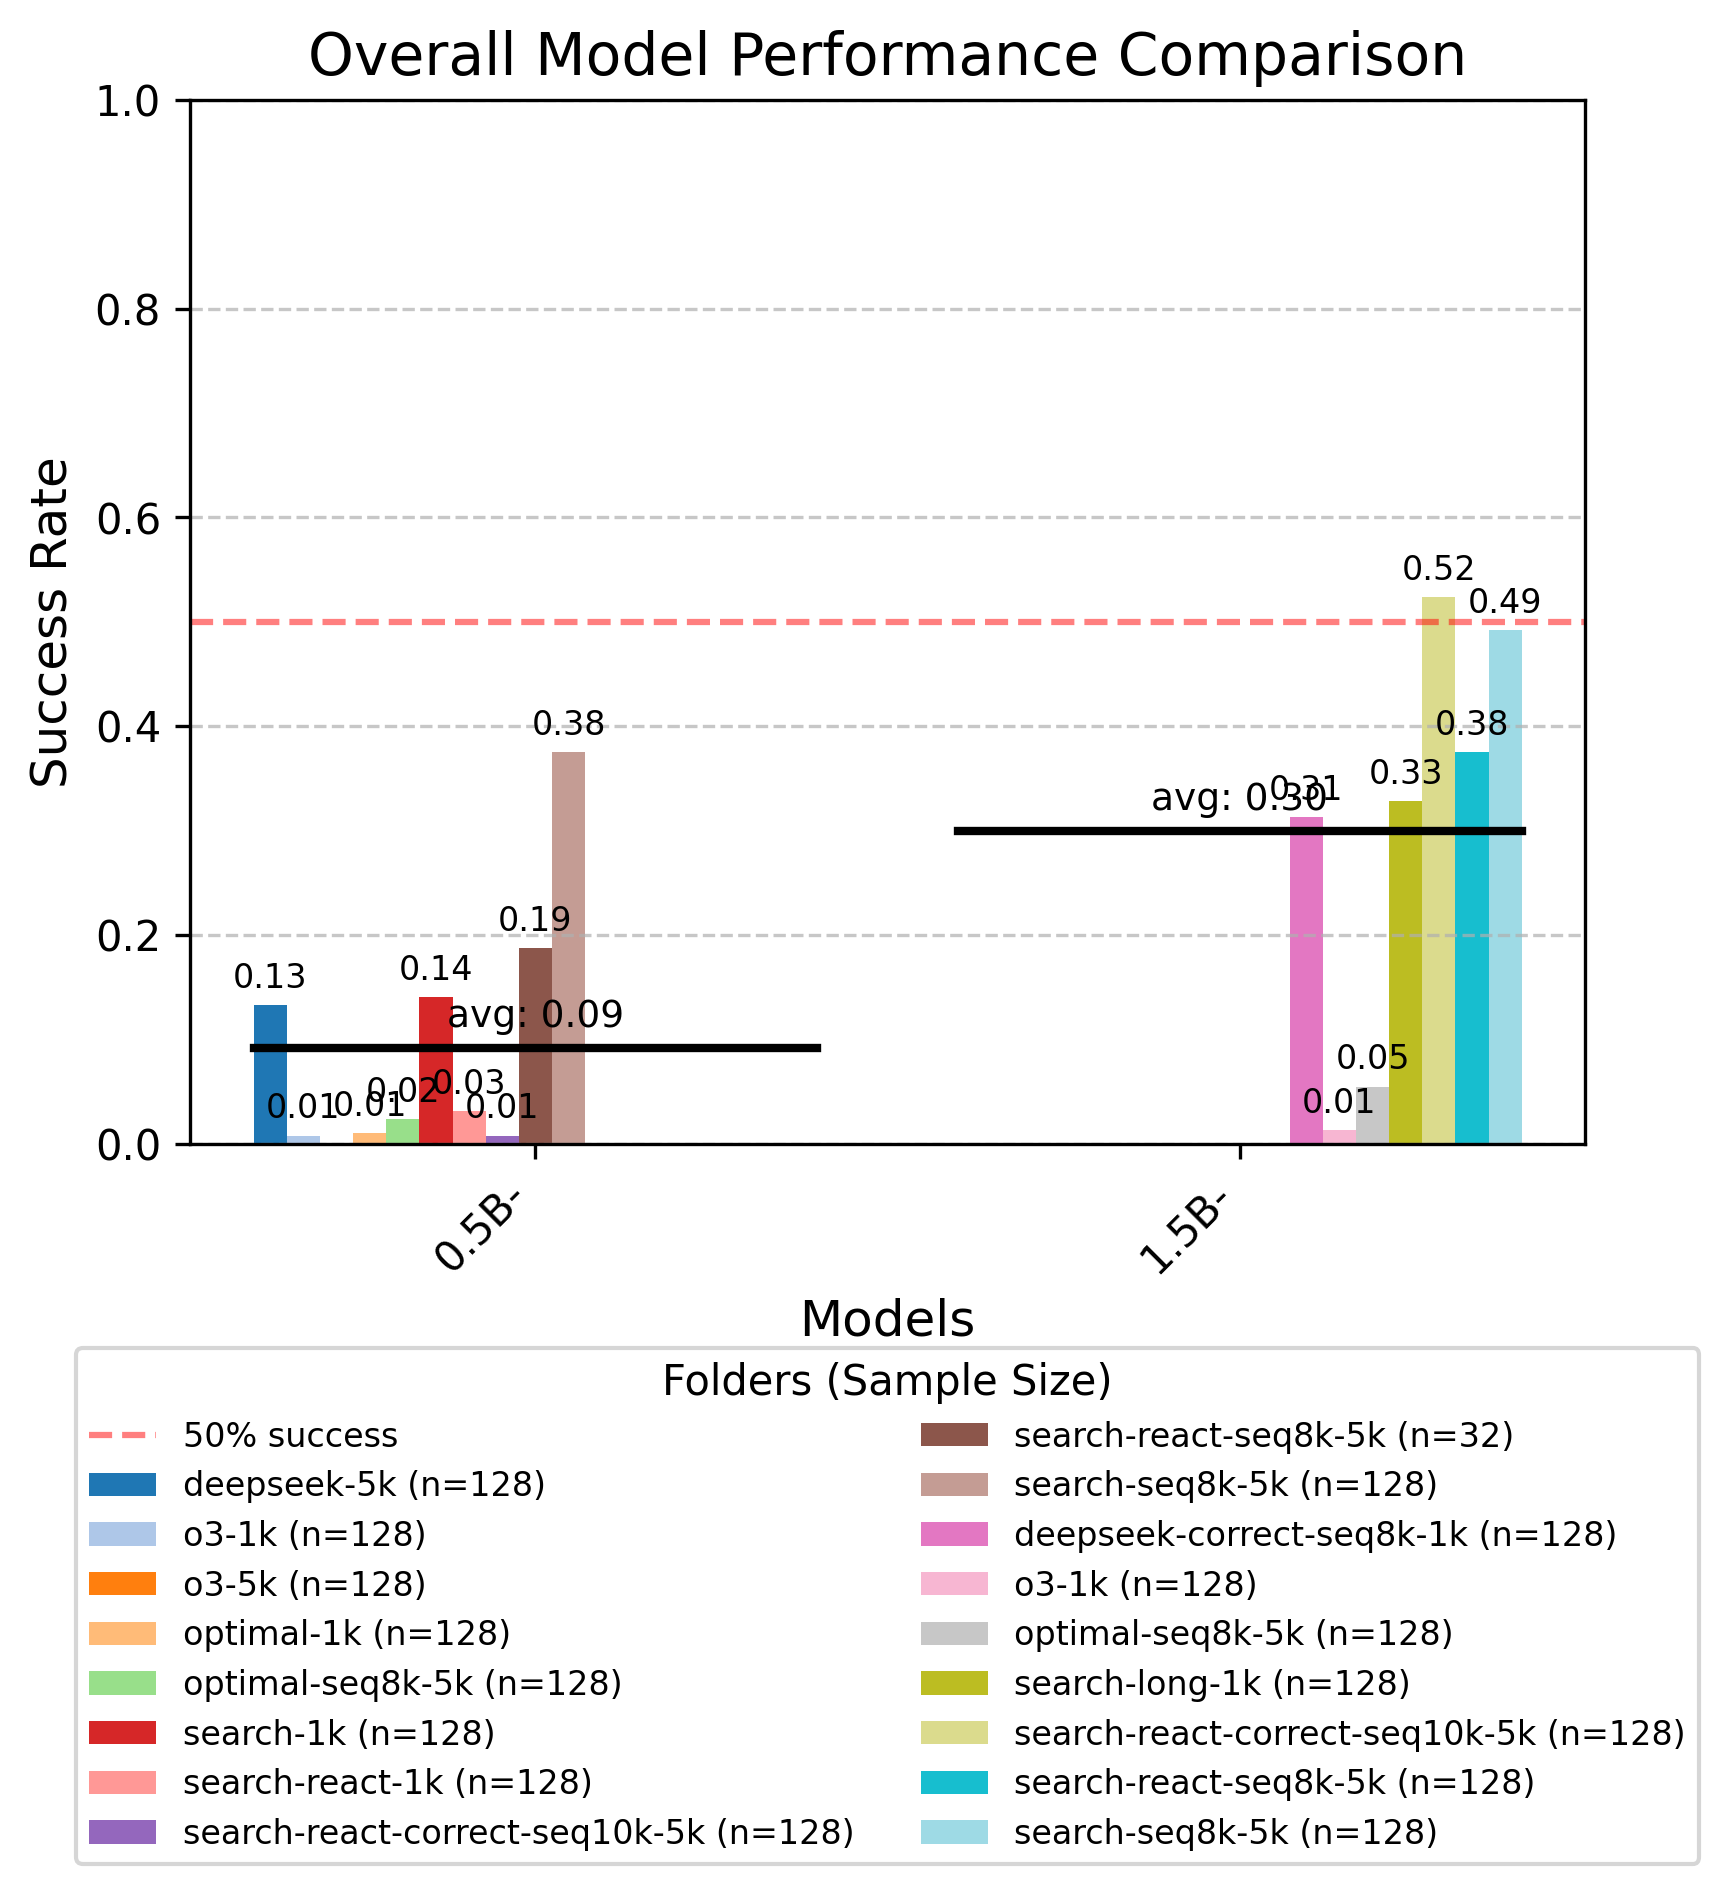 Overall Model Performance Comparison
1.0
0.8
0.6
0.4
0.2
0.0
Success Rate
0.13
0.01
0.01
0.02
0.14
0.03
0.01
0.19
0.38
avg: 0.09
0.31
0.01
0.05
0.33
0.52
0.38
0.49
avg: 0.30
0.5B-
1.5B-
Models
Folders (Sample Size)
50% success
deepseek-5k (n=128)
o3-1k (n=128)
o3-5k (n=128)
optimal-1k (n=128)
optimal-seq8k-5k (n=128)
search-1k (n=128)
search-react-1k (n=128)
search-react-correct-seq10k-5k (n=128)
search-react-seq8k-5k (n=32)
search-seq8k-5k (n=128)
deepseek-correct-seq8k-1k (n=128)
o3-1k (n=128)
optimal-seq8k-5k (n=128)
search-long-1k (n=128)
search-react-correct-seq10k-5k (n=128)
search-react-seq8k-5k (n=128)
search-seq8k-5k (n=128)